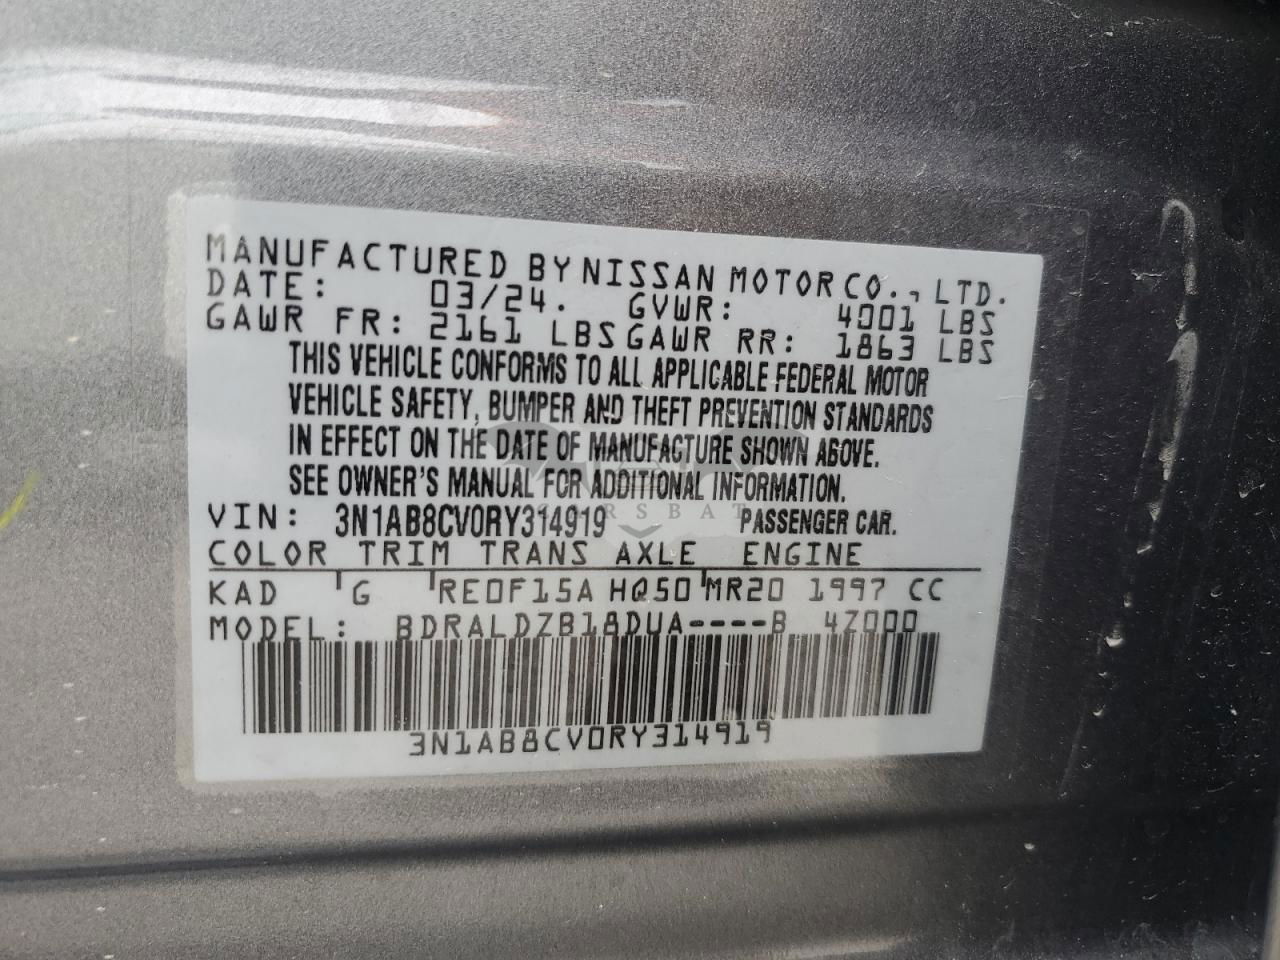 MANUFACTURED BY NISSAN MOTOR CO., LTD.
DATE: 03/24. GVWR: 4001 LBS
GAWR FR: 2161 LBS GAWR RR: 1863 LBS
THIS VEHICLE CONFORMS TO ALL APPLICABLE FEDERAL MOTOR
VEHICLE SAFETY, BUMPER AND THEFT PREVENTION STANDARDS
IN EFFECT ON THE DATE OF MANUFACTURE SHOWN ABOVE.
SEE OWNER'S MANUAL FOR ADDITIONAL INFORMATION.
VIN: 3N1AB8CV0RY314919 PASSENGER CAR.
COLOR TRIM TRANS AXLE ENGINE
KAD G RE0F15A HQ50 MR20 1997 CC
MODEL: BDRALDZB18DUA----B 4Z000
3N1AB8CV0RY314919